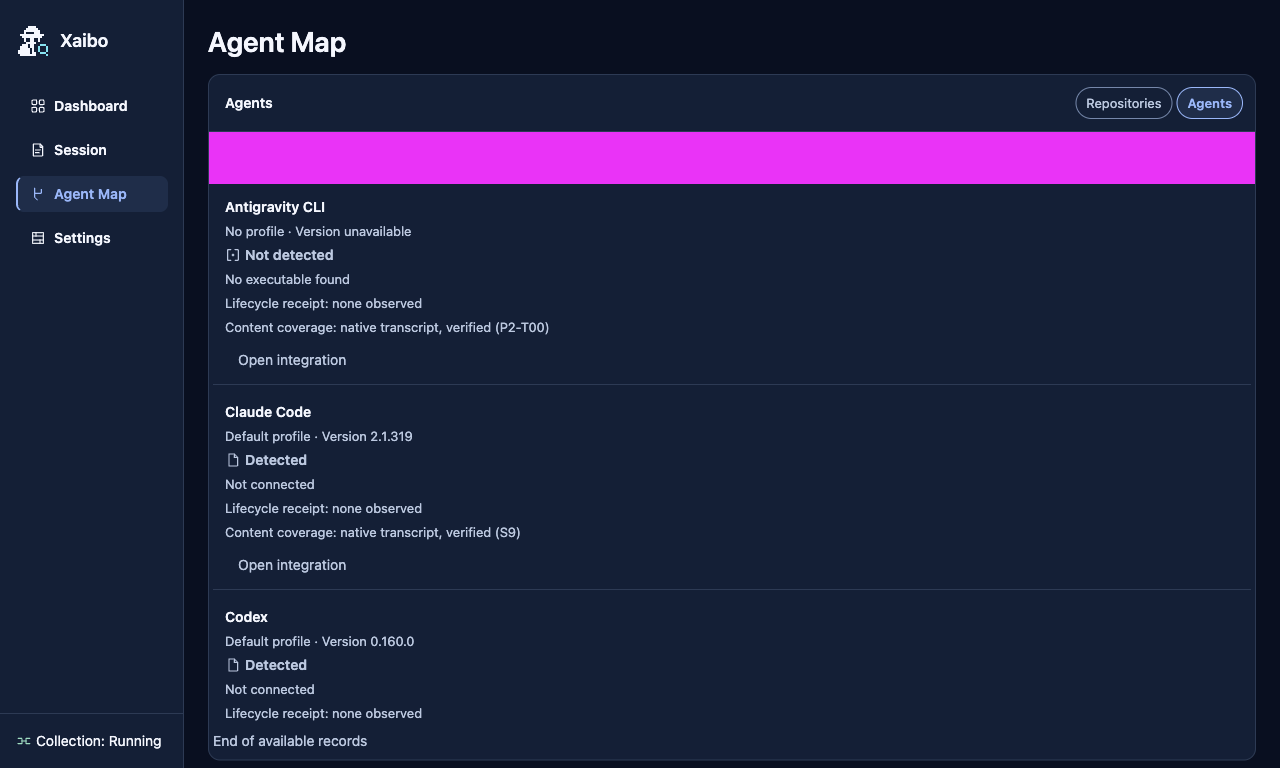 Xaibo
Dashboard
Session
Agent Map
Settings
Collection: Running
Agent Map
Agents
Repositories
Agents
Antigravity CLI
No profile · Version unavailable
Not detected
No executable found
Lifecycle receipt: none observed
Content coverage: native transcript, verified (P2-T00)
Open integration
Claude Code
Default profile · Version 2.1.319
Detected
Not connected
Lifecycle receipt: none observed
Content coverage: native transcript, verified (S9)
Open integration
Codex
Default profile · Version 0.160.0
Detected
Not connected
Lifecycle receipt: none observed
End of available records